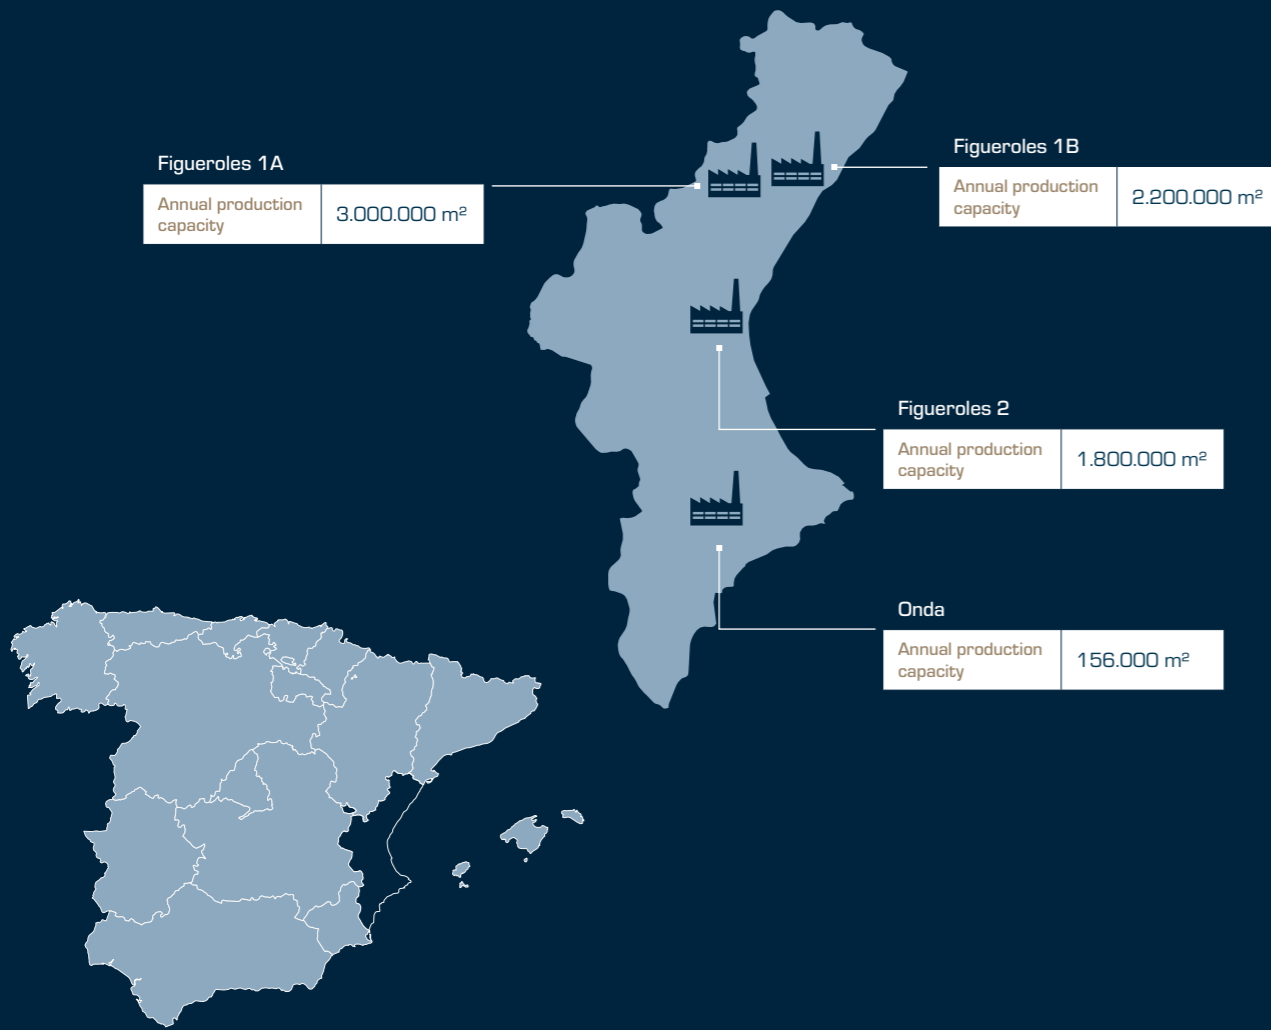 Figueroles 1A
Annual production
capacity
3.000.000 m²
Figueroles 1B
Annual production
capacity
2.200.000 m²
Figueroles 2
Annual production
capacity
1.800.000 m²
Onda
Annual production
capacity
156.000 m²